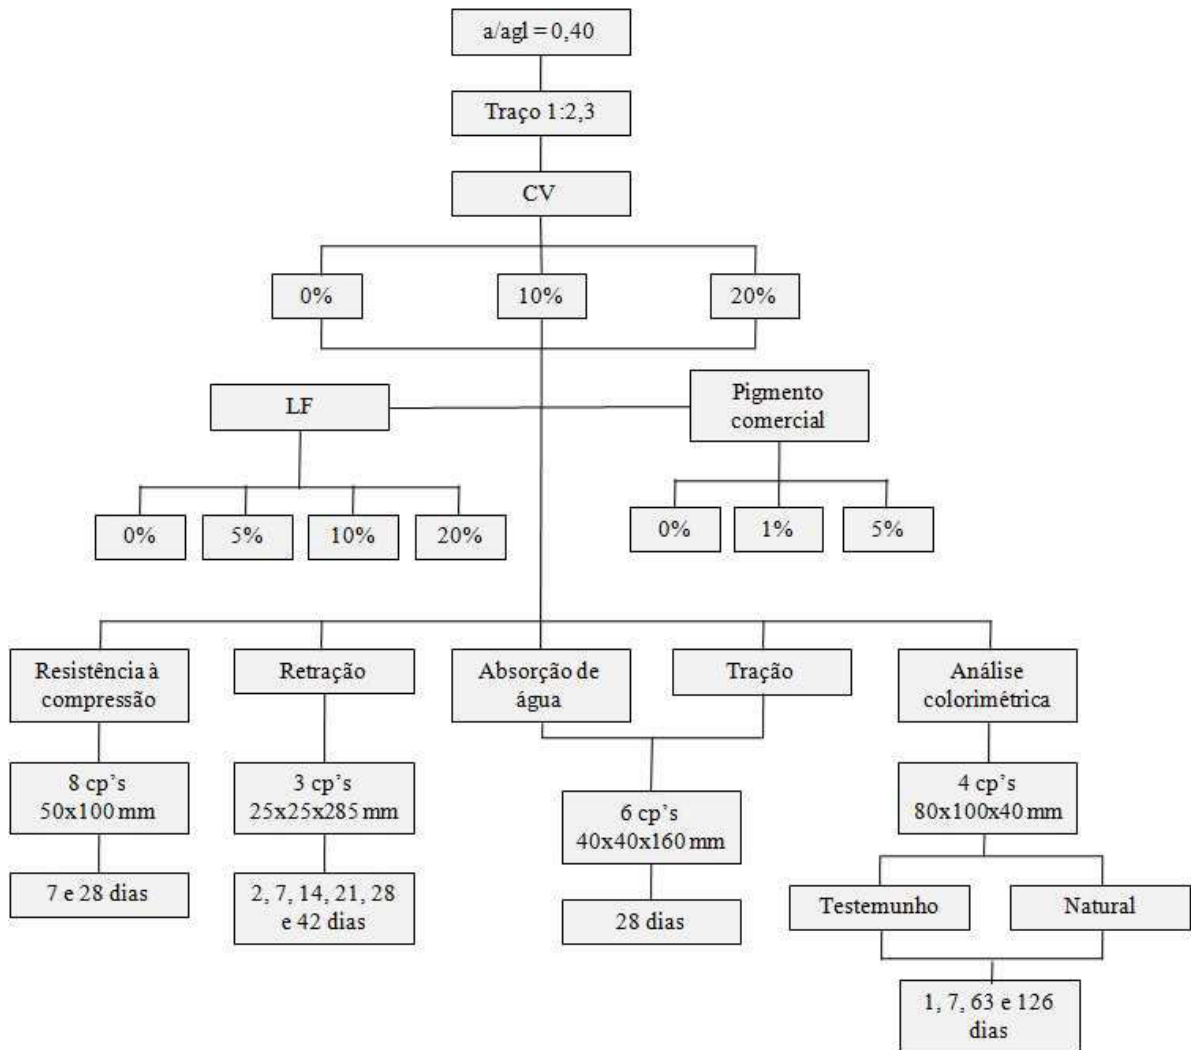 a/agl = 0,40
Traço 1:2,3
CV
0%
10%
20%
LF
Pigmento
comercial
0%
5%
10%
20%
0%
1%
5%
Resistência à
compressão
Retração
Absorção de
água
Tração
Análise
colorimétrica
8 cp’s
50x100 mm
3 cp’s
25x25x285 mm
6 cp’s
40x40x160 mm
4 cp’s
80x100x40 mm
7 e 28 dias
2, 7, 14, 21, 28
e 42 dias
28 dias
Testemunho
Natural
1, 7, 63 e 126
dias